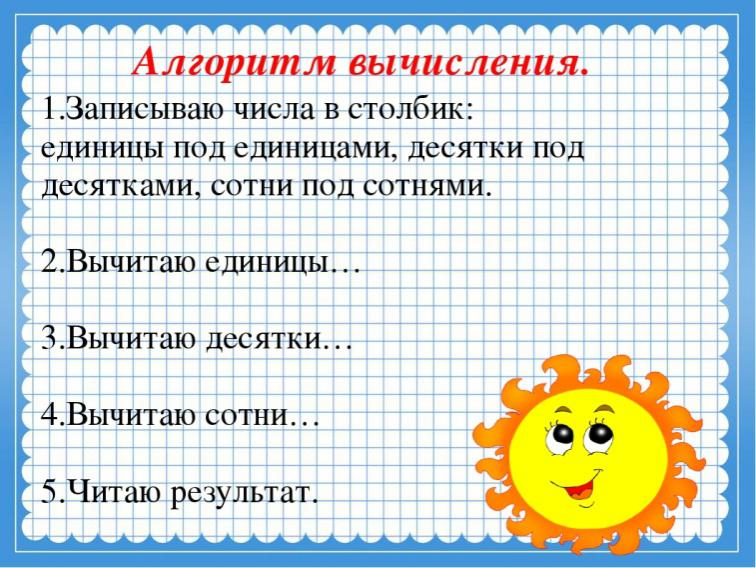 Алгоритм вычисления.
1.Записываю числа в столбик:
единицы под единицами, десятки под
десятками, сотни под сотнями.
2.Вычитаю единицы…
3.Вычитаю десятки…
4.Вычитаю сотни…
5.Читаю результат.